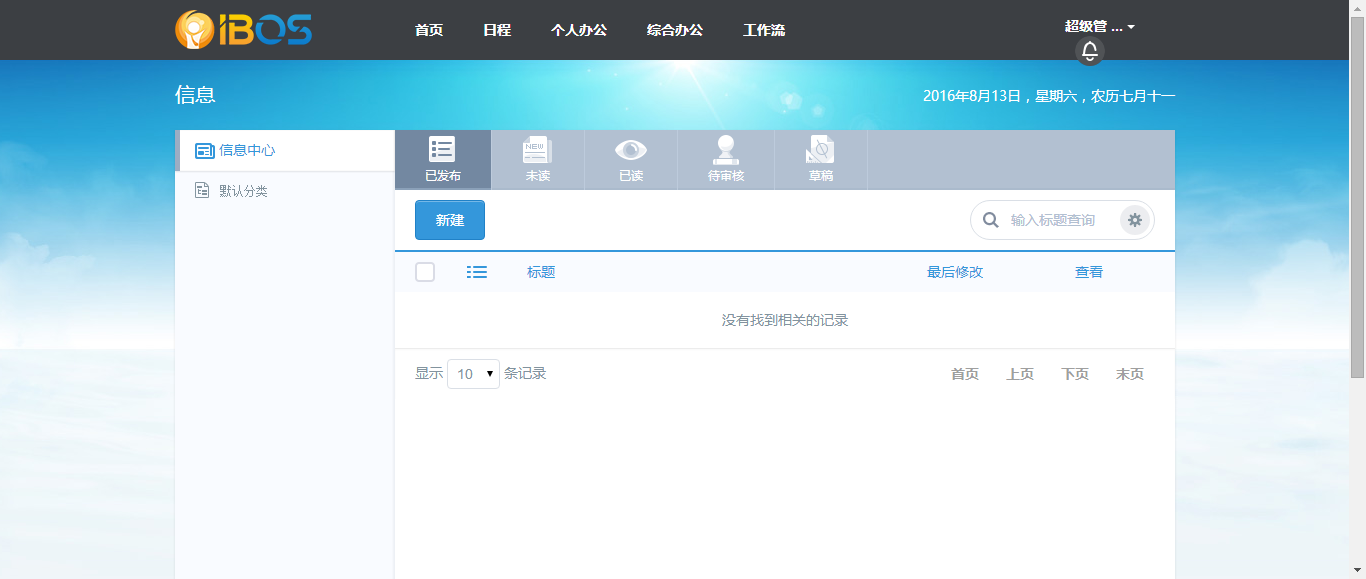 iBOS 首页 日程 个人办公 综合办公 工作流 超级管 ...
信息 2016年8月13日，星期六，农历七月十一
信息中心
默认分类
NEW
已发布 未读 已读 待审核 草稿
新建 输入标题查询
标题 最后修改 查看
没有找到相关的记录
显示 10 条记录 首页 上页 下页 末页